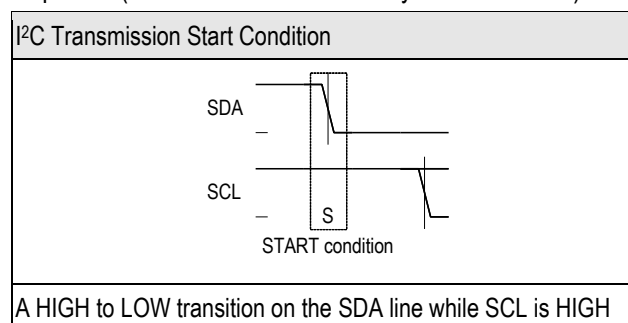 I²C Transmission Start Condition
SDA
SCL
S
START condition
A HIGH to LOW transition on the SDA line while SCL is HIGH